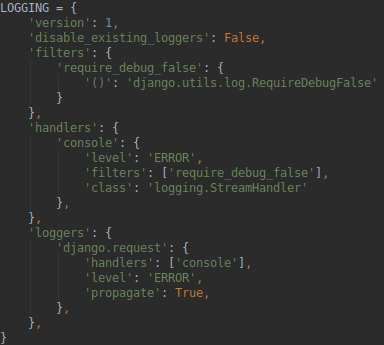 LOGGING = {
    'version': 1,
    'disable_existing_loggers': False,
    'filters': {
        'require_debug_false': {
            '()': 'django.utils.log.RequireDebugFalse'
        }
    },
    'handlers': {
        'console': {
            'level': 'ERROR',
            'filters': ['require_debug_false'],
            'class': 'logging.StreamHandler'
        },
    },
    'loggers': {
        'django.request': {
            'handlers': ['console'],
            'level': 'ERROR',
            'propagate': True,
        },
    },
}